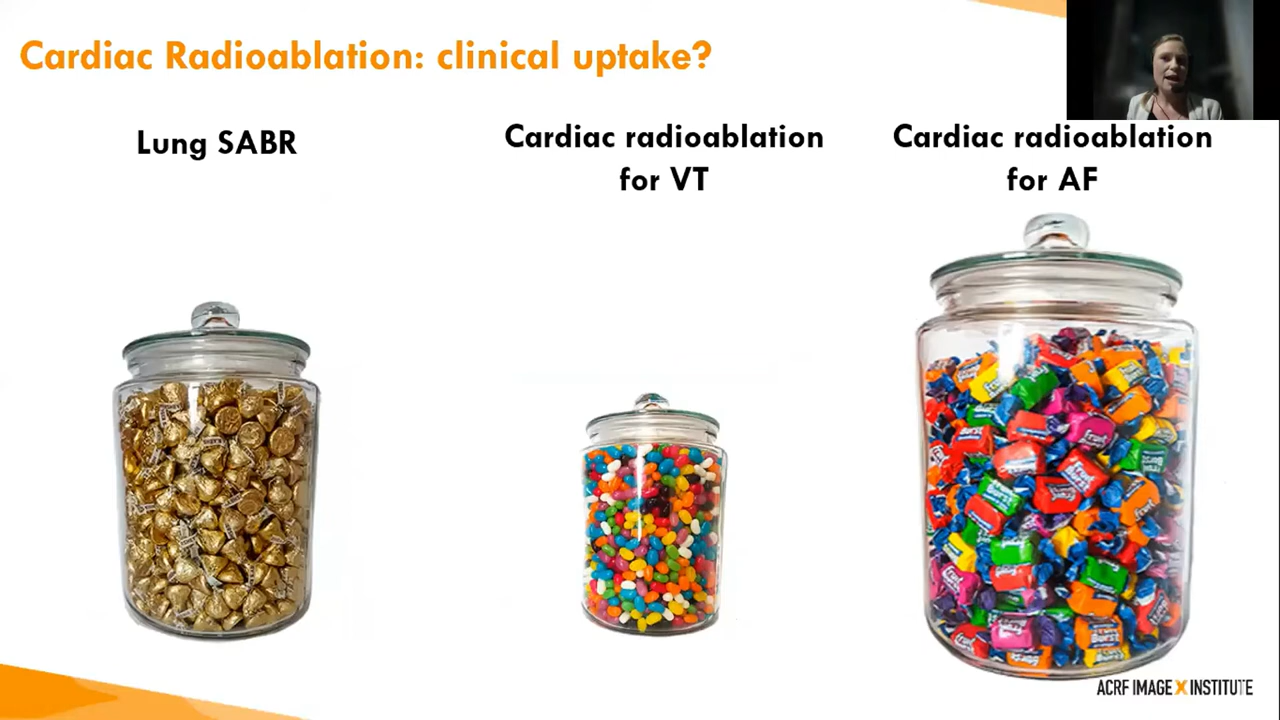 Cardiac Radioablation: clinical uptake?
Lung SABR
Cardiac radioablation
for VT
Cardiac radioablation
for AF
ACRF IMAGE X INSTITUTE